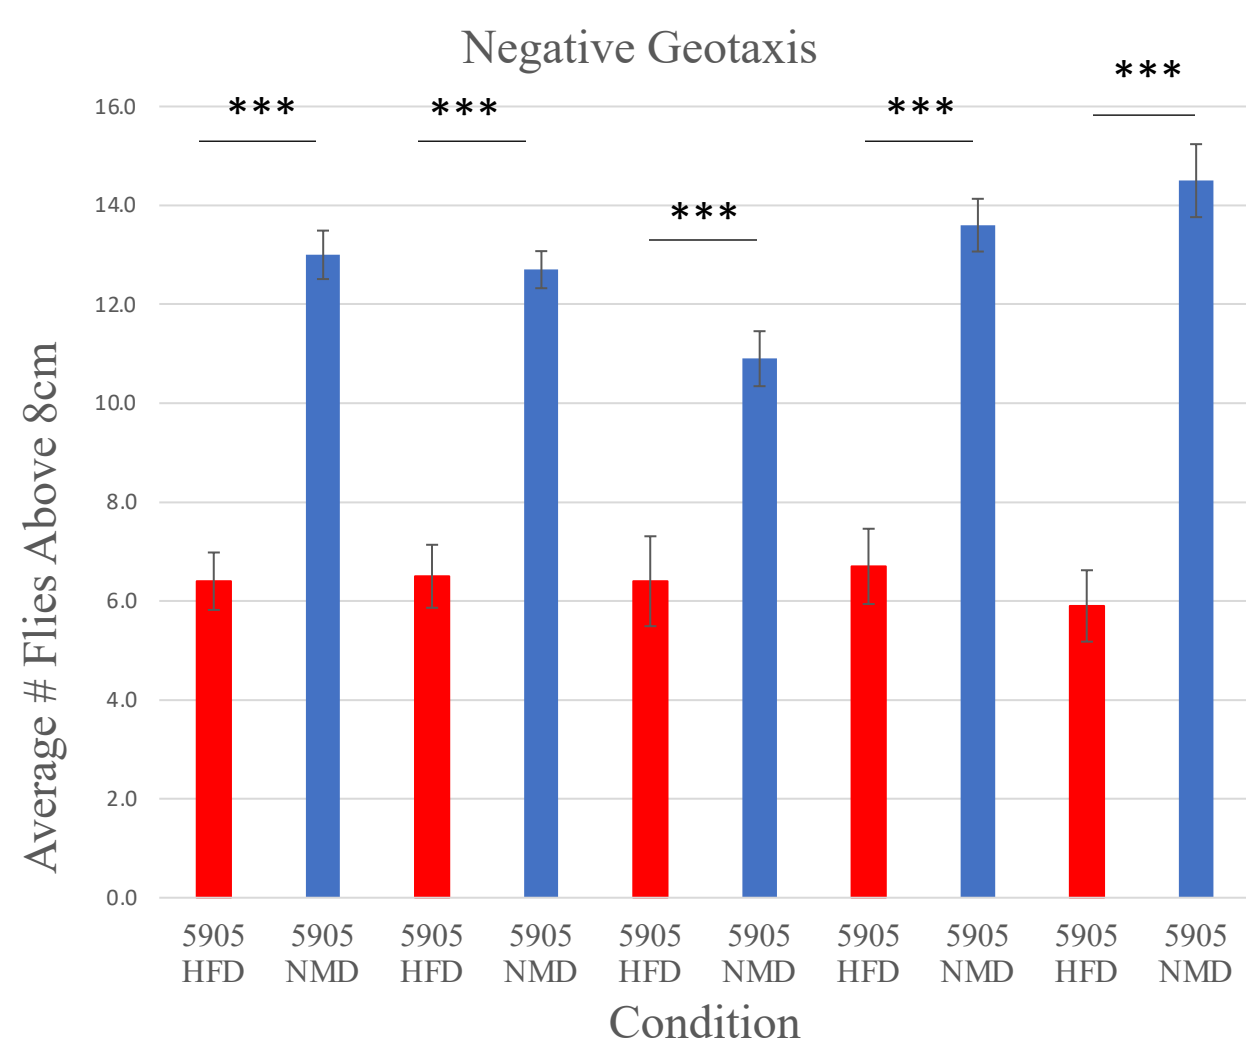 Negative Geotaxis
***
***
***
***
***
16.0
14.0
12.0
10.0
8.0
6.0
4.0
2.0
0.0
Average # Flies Above 8cm
5905 5905 5905 5905 5905 5905 5905 5905 5905 5905
HFD NMD HFD NMD HFD NMD HFD NMD HFD NMD
Condition